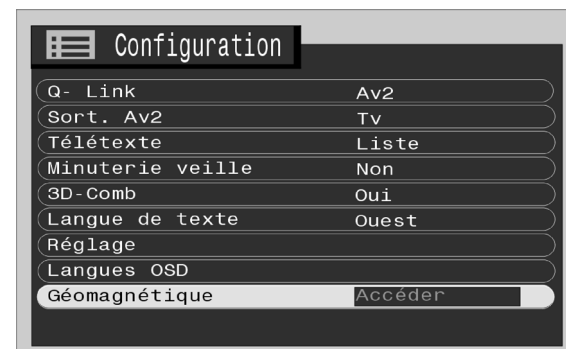 Configuration
Q- Link Av2
Sort. Av2 Tv
Télétexte Liste
Minuterie veille Non
3D-Comb Oui
Langue de texte Ouest
Réglage
Langues OSD
Géomagnétique Accéder